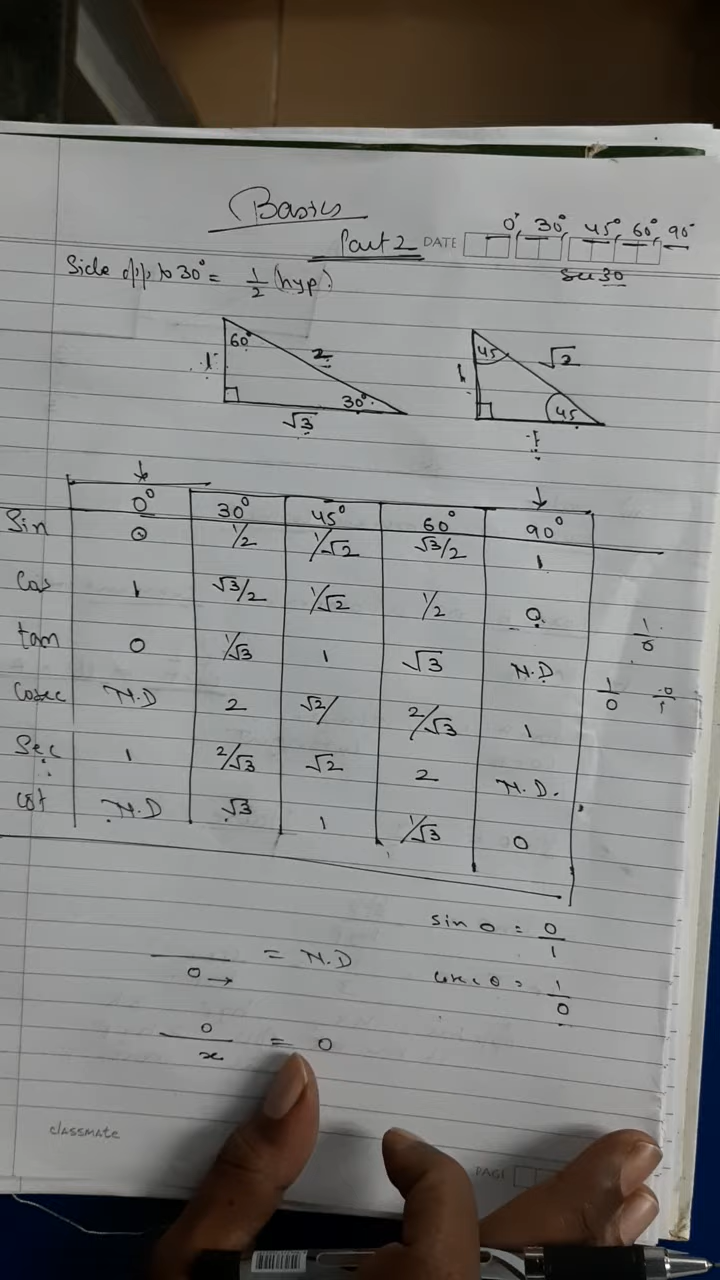 Basics
Part 2 DATE 0°, 30°, 45°, 60°, 90°
Side opp to 30° = 1/2 (hyp)
60° 2 1 30° √3
45 √2 1 45 1
0° 30° 45° 60° 90°
Sin 0 1/2 1/√2 √3/2 1
Cos 1 √3/2 1/√2 1/2 0
tan 0 1/√3 1 √3 N.D
Cosec N.D 2 √2/ 2/√3 1
Sec 1 2/√3 √2 2 N.D.
Cot N.D √3 1 1/√3 0
1/0
1/0 0/1
sin 0 = 0/1
/0 → = N.D
cosec 0 = 1/0
0/x = 0
classmate
PAGE